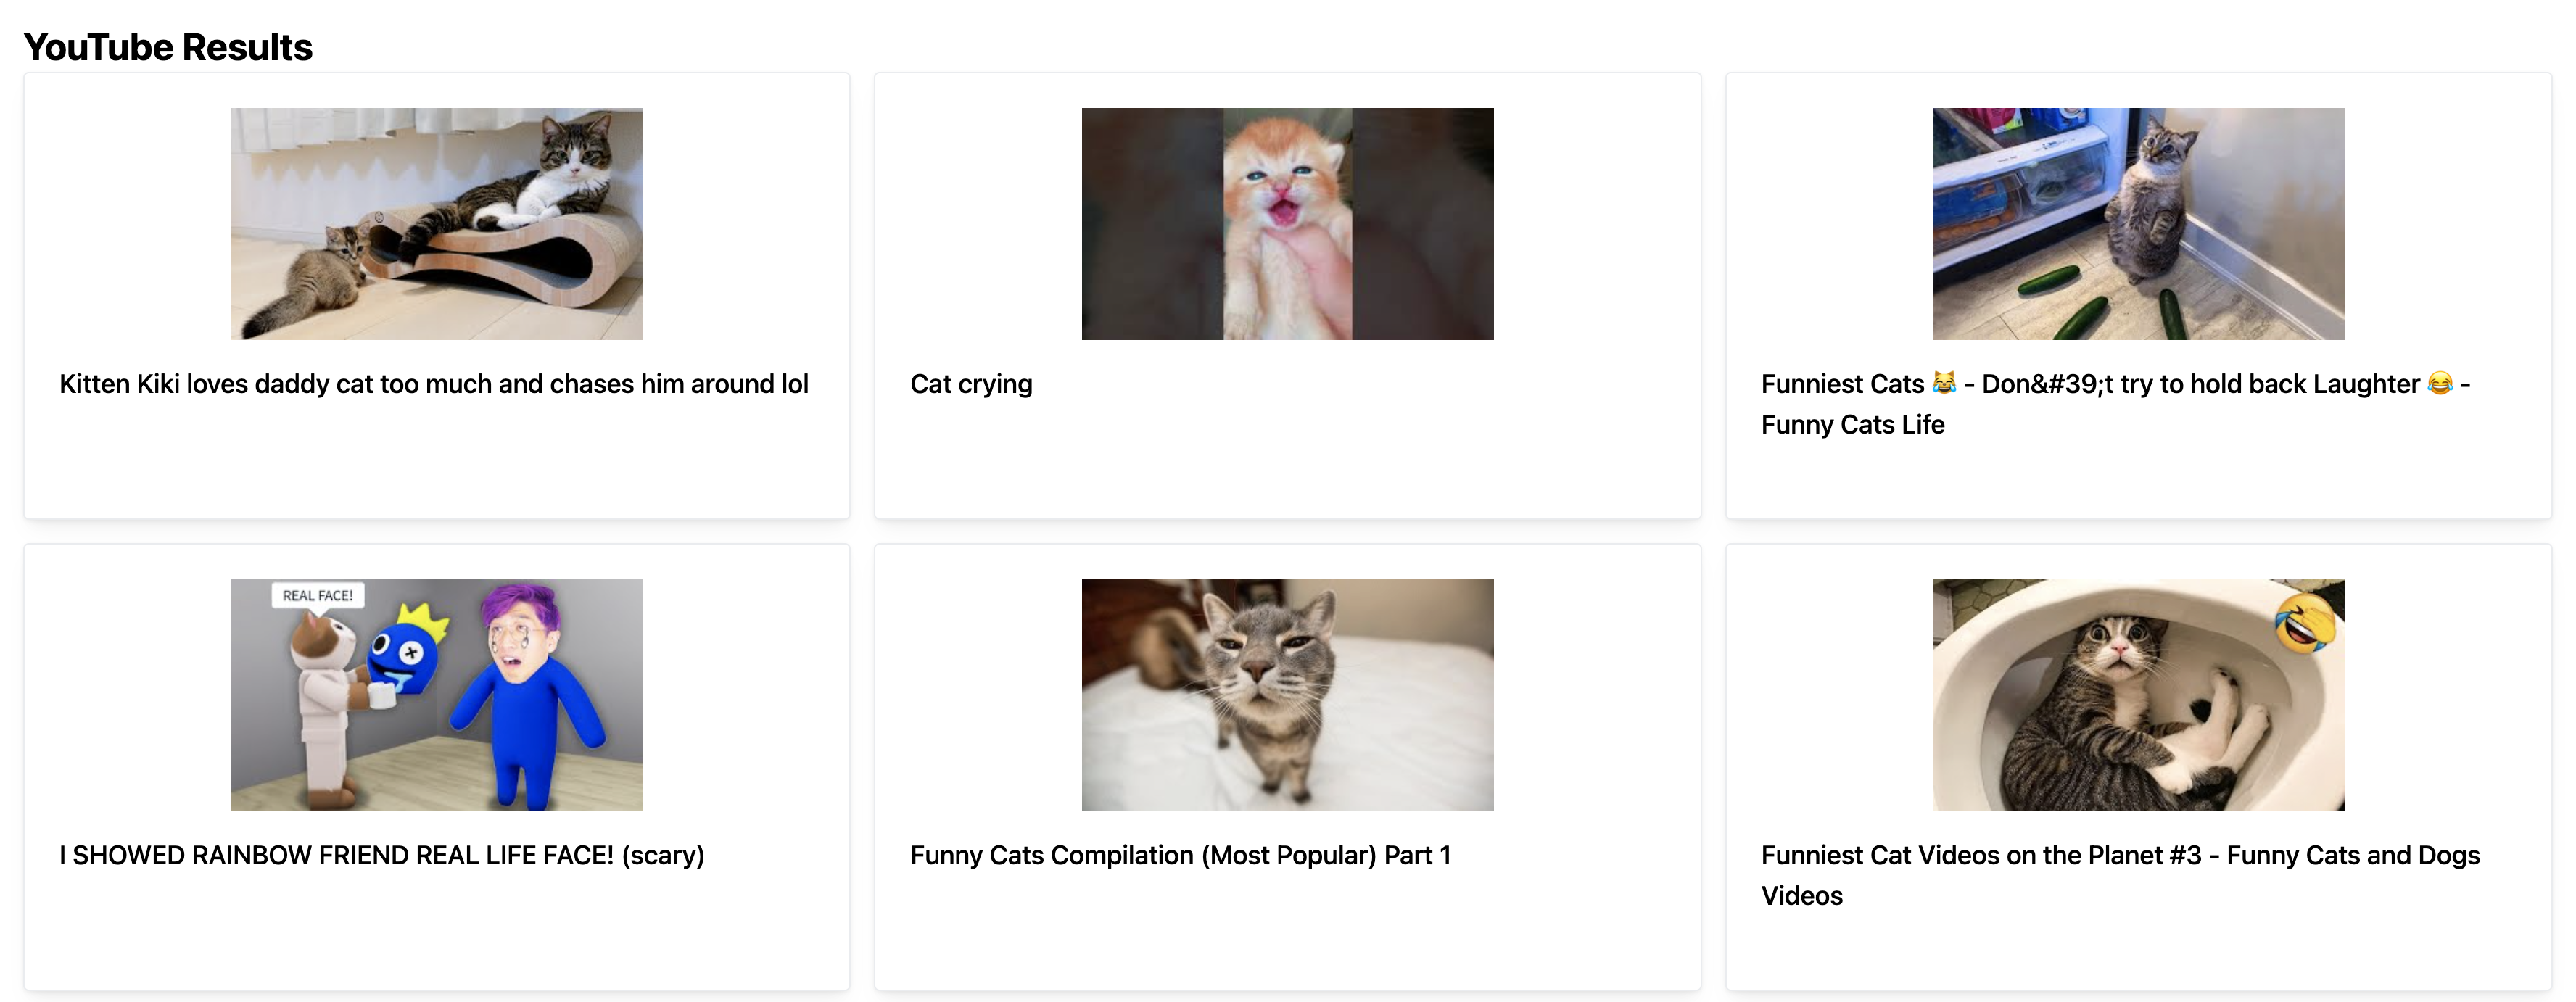 YouTube Results
Kitten Kiki loves daddy cat too much and chases him around lol
Cat crying
Funniest Cats 😹 - Don&#39;t try to hold back Laughter 😂 -
Funny Cats Life
REAL FACE!
I SHOWED RAINBOW FRIEND REAL LIFE FACE! (scary)
Funny Cats Compilation (Most Popular) Part 1
Funniest Cat Videos on the Planet #3 - Funny Cats and Dogs
Videos